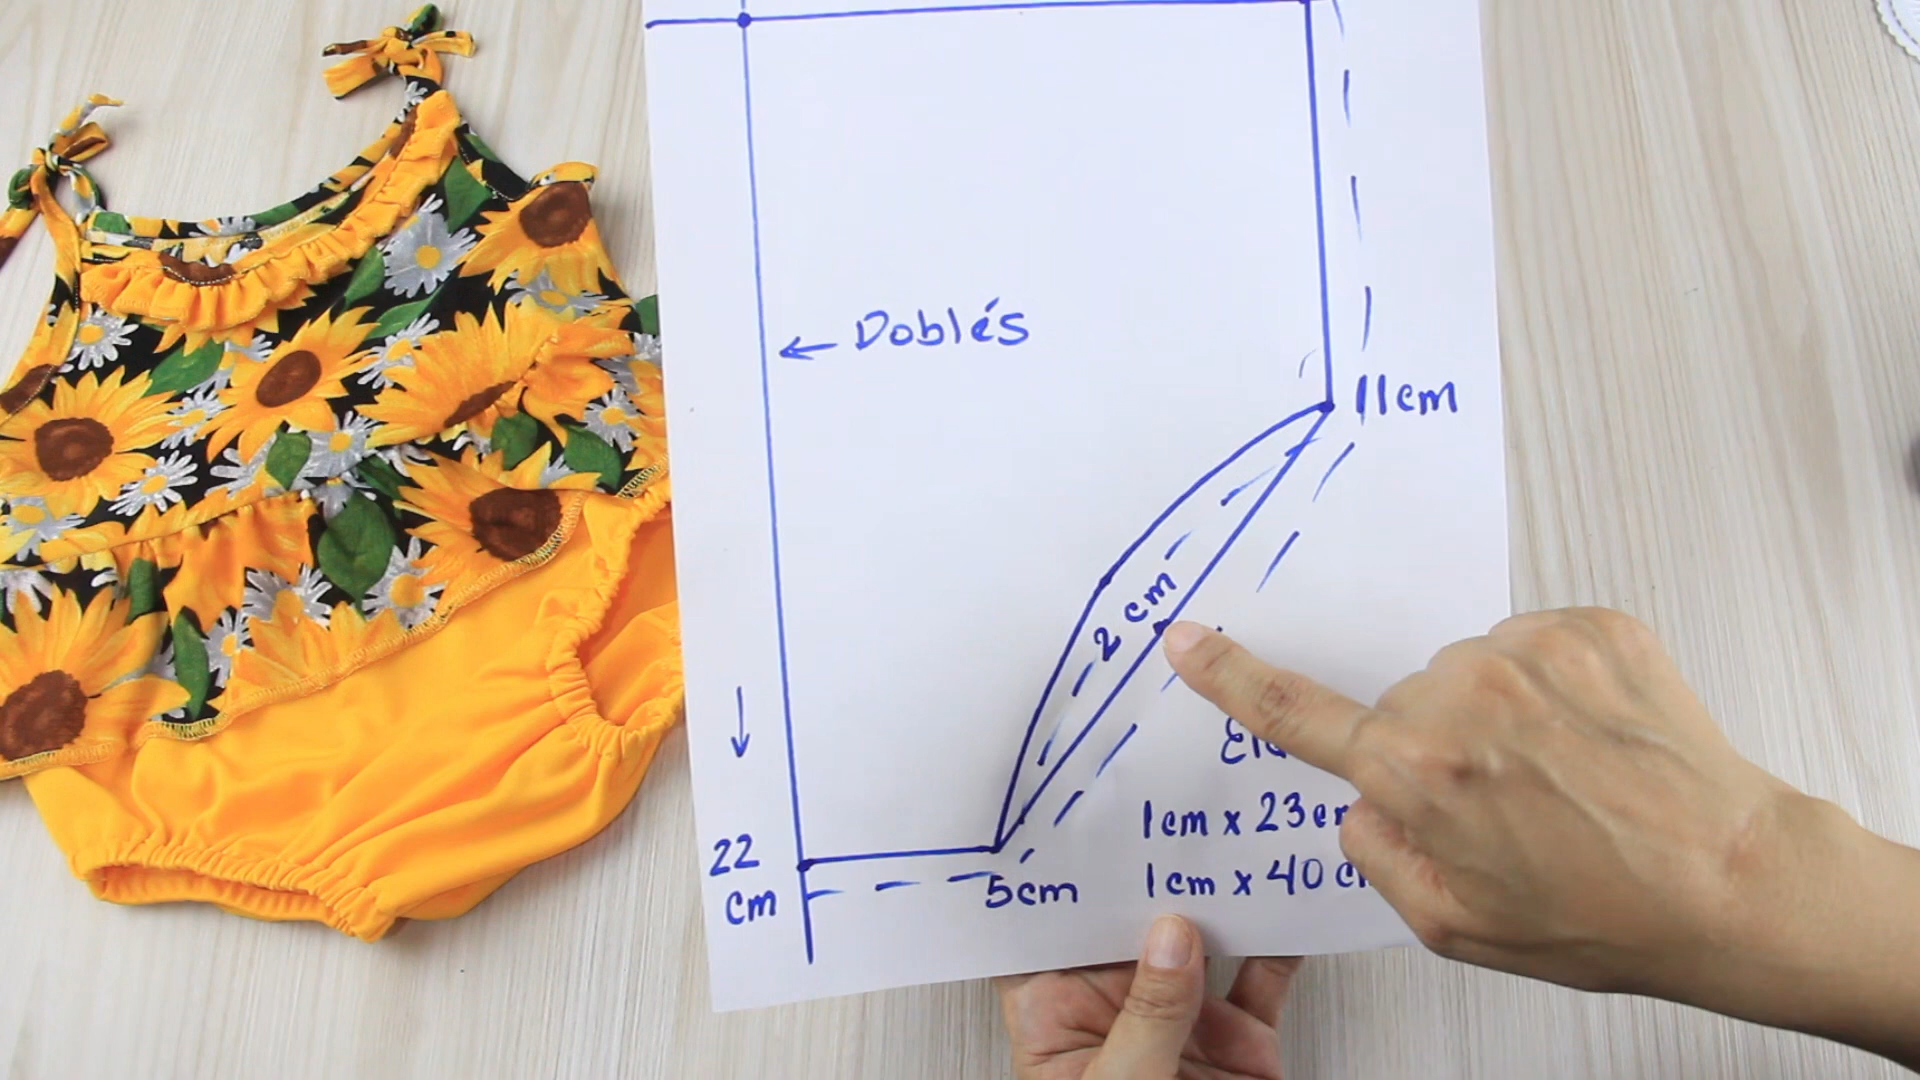 ← Doblés
11cm
2 cm
1cm x 23
22
cm
5cm
1cm x 40